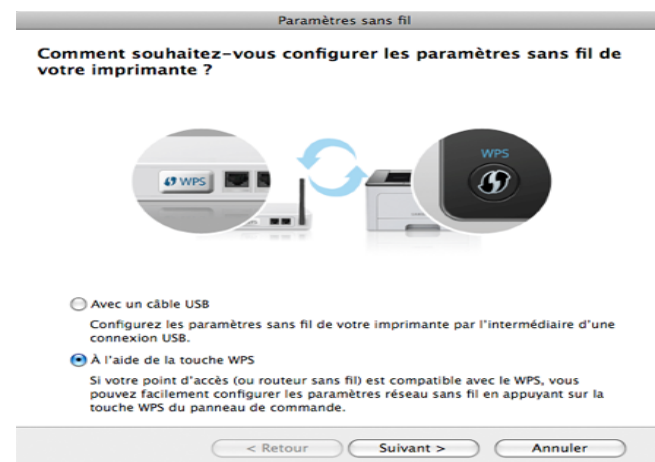 Paramètres sans fil
Comment souhaitez-vous configurer les paramètres sans fil de
votre imprimante ?
WPS
WPS
Avec un câble USB
Configurez les paramètres sans fil de votre imprimante par l'intermédiaire d'une
connexion USB.
À l'aide de la touche WPS
Si votre point d'accès (ou routeur sans fil) est compatible avec le WPS, vous
pouvez facilement configurer les paramètres réseau sans fil en appuyant sur la
touche WPS du panneau de commande.
< Retour
Suivant >
Annuler